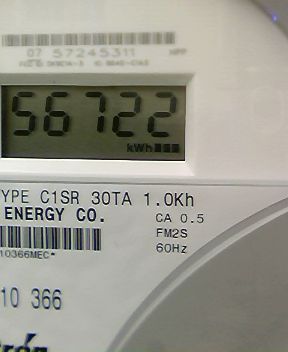 07 57245311
56722
kWh
YPE C1SR 30TA 1.0Kh
ENERGY CO.
CA 0.5
FM2S
60Hz
10366MEC*
10 366
trón